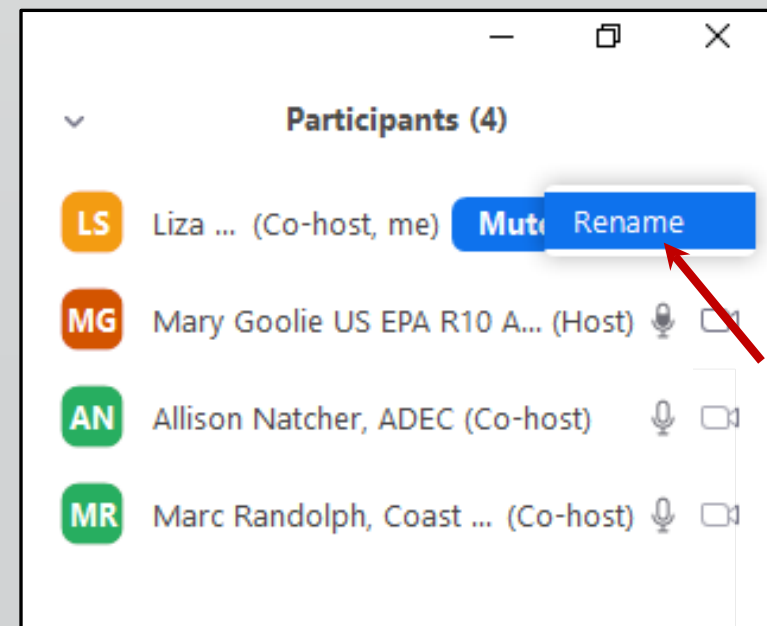 Participants (4)
LS Liza ... (Co-host, me) Mute Rename
MG Mary Goolie US EPA R10 A... (Host)
AN Allison Natcher, ADEC (Co-host)
MR Marc Randolph, Coast ... (Co-host)